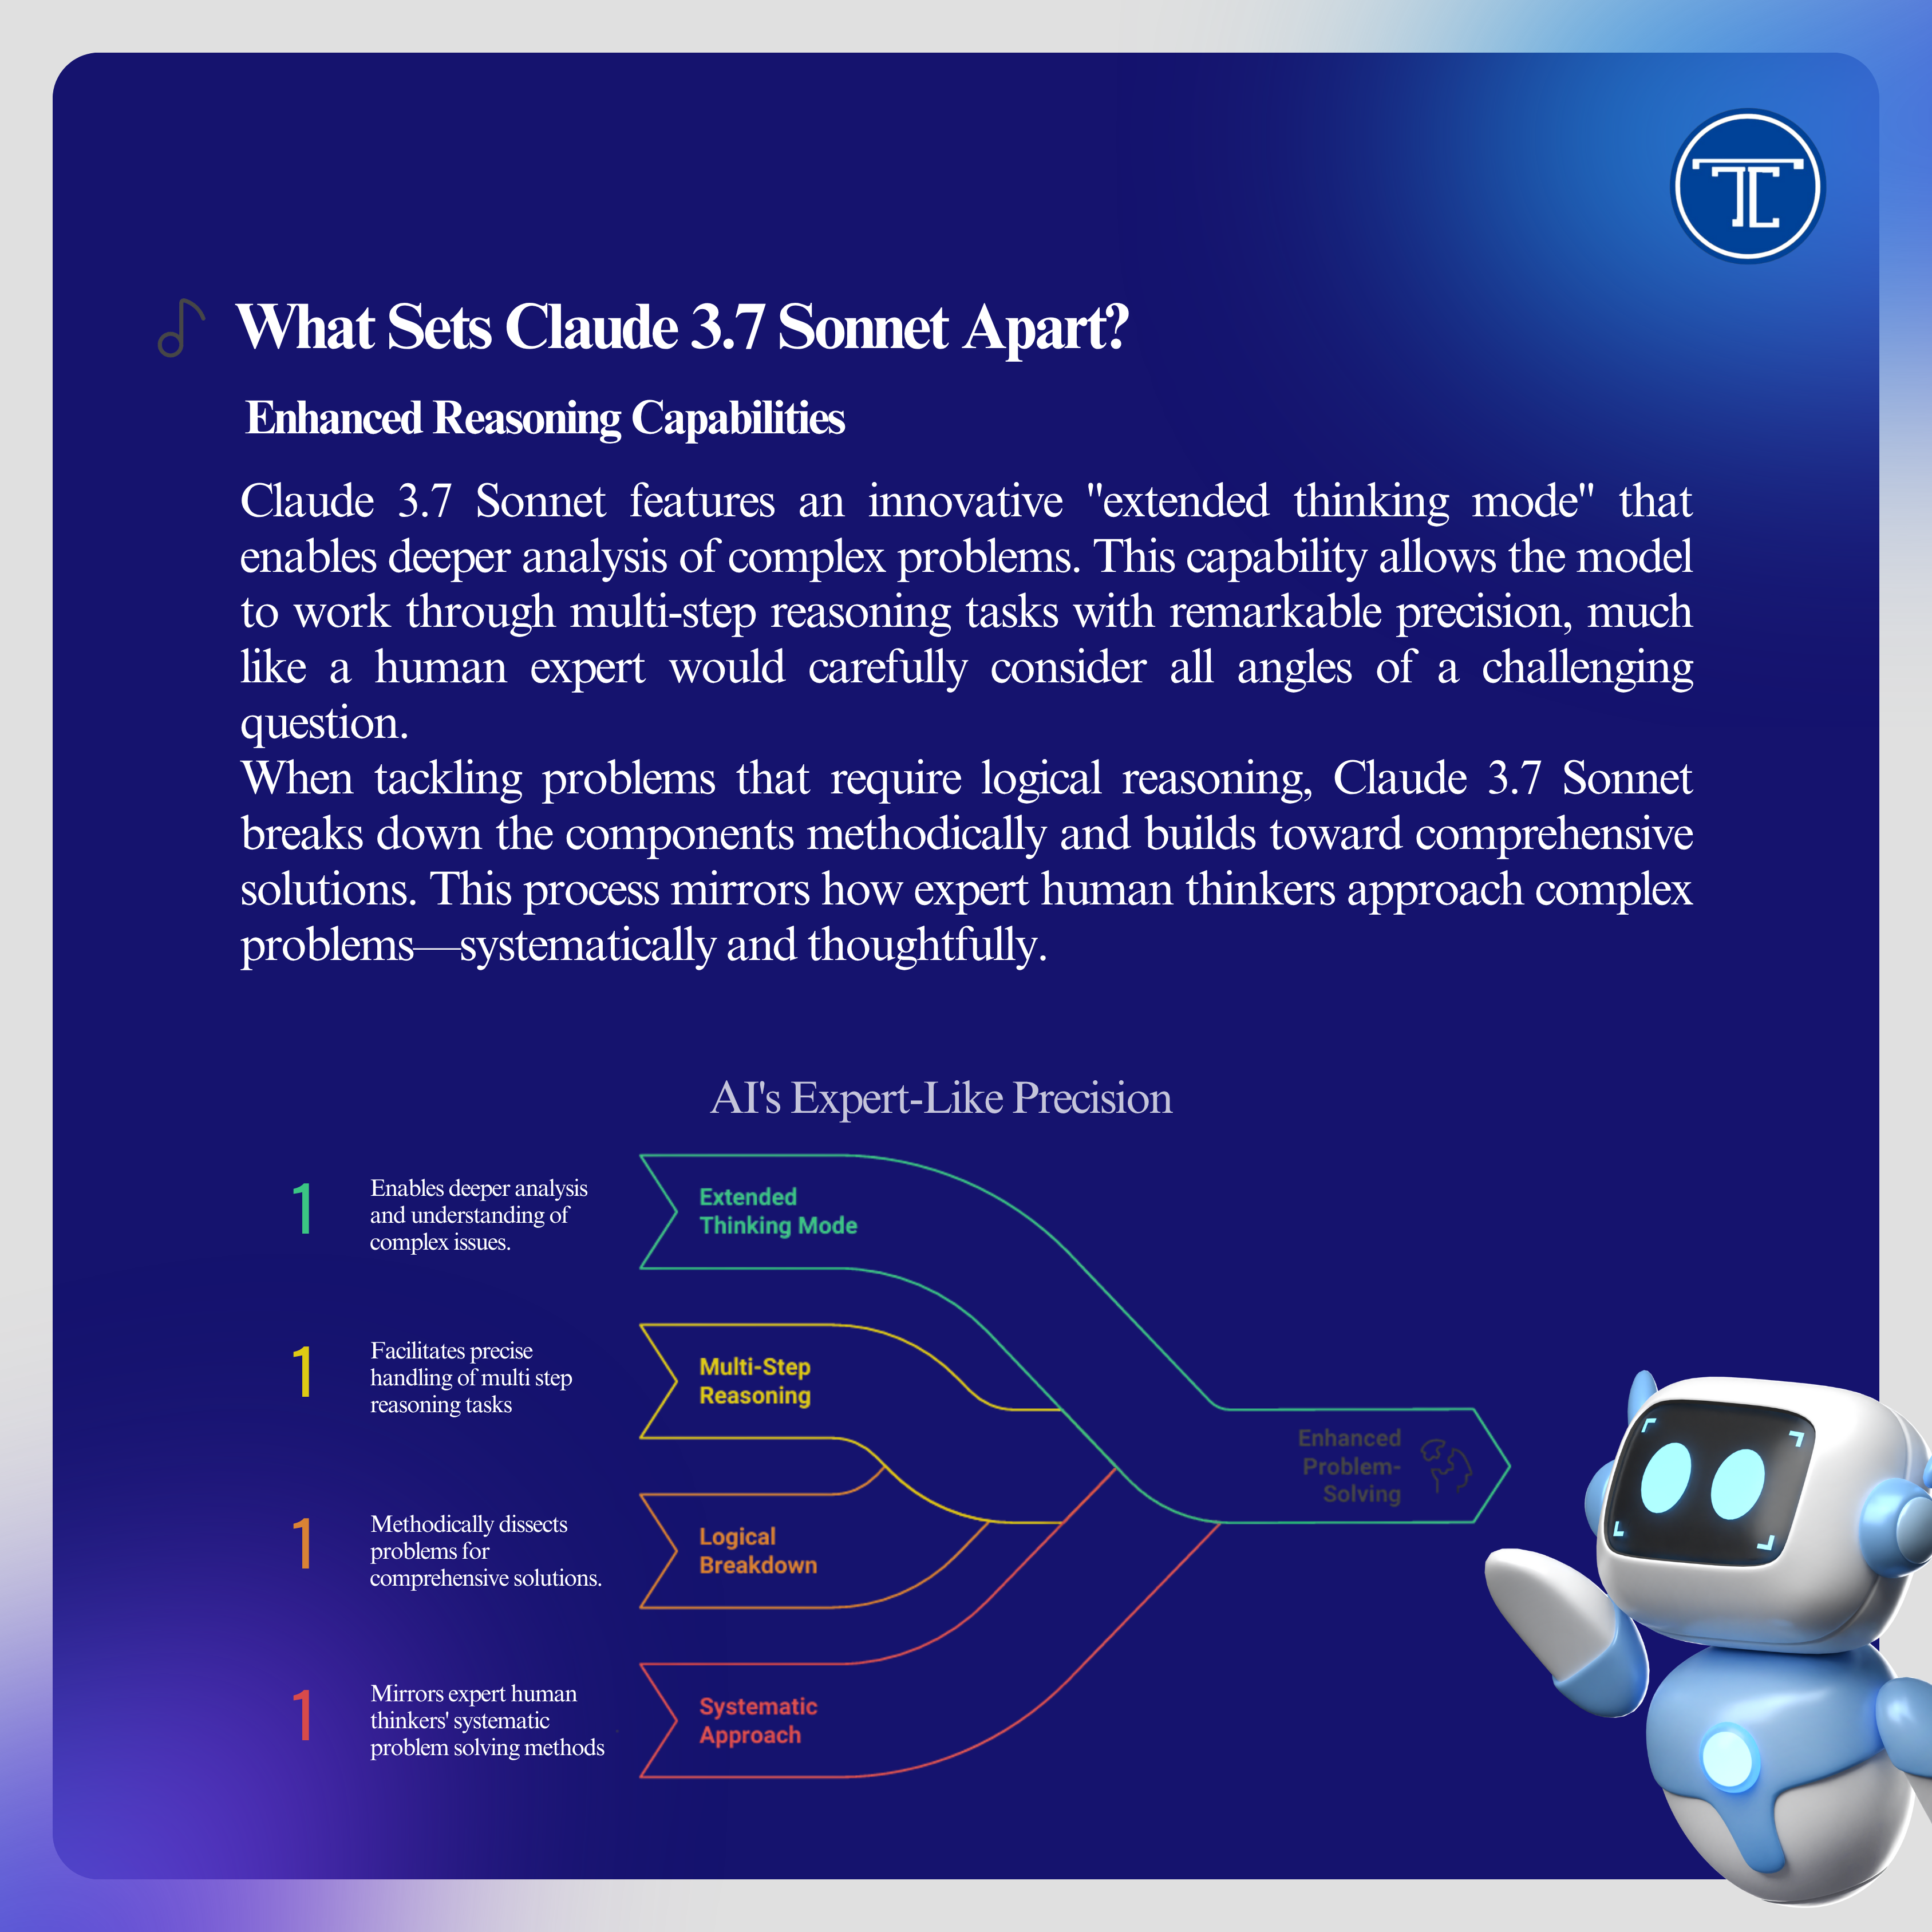 TC
What Sets Claude 3.7 Sonnet Apart?
Enhanced Reasoning Capabilities
Claude 3.7 Sonnet features an innovative "extended thinking mode" that
enables deeper analysis of complex problems. This capability allows the model
to work through multi-step reasoning tasks with remarkable precision, much
like a human expert would carefully consider all angles of a challenging
question.
When tackling problems that require logical reasoning, Claude 3.7 Sonnet
breaks down the components methodically and builds toward comprehensive
solutions. This process mirrors how expert human thinkers approach complex
problems—systematically and thoughtfully.
AI's Expert-Like Precision
1
Enables deeper analysis
and understanding of
complex issues.
Extended
Thinking Mode
1
Facilitates precise
handling of multi step
reasoning tasks
Multi-Step
Reasoning
Enhanced
Problem-
Solving
1
Methodically dissects
problems for
comprehensive solutions.
Logical
Breakdown
1
Mirrors expert human
thinkers' systematic
problem solving methods
Systematic
Approach